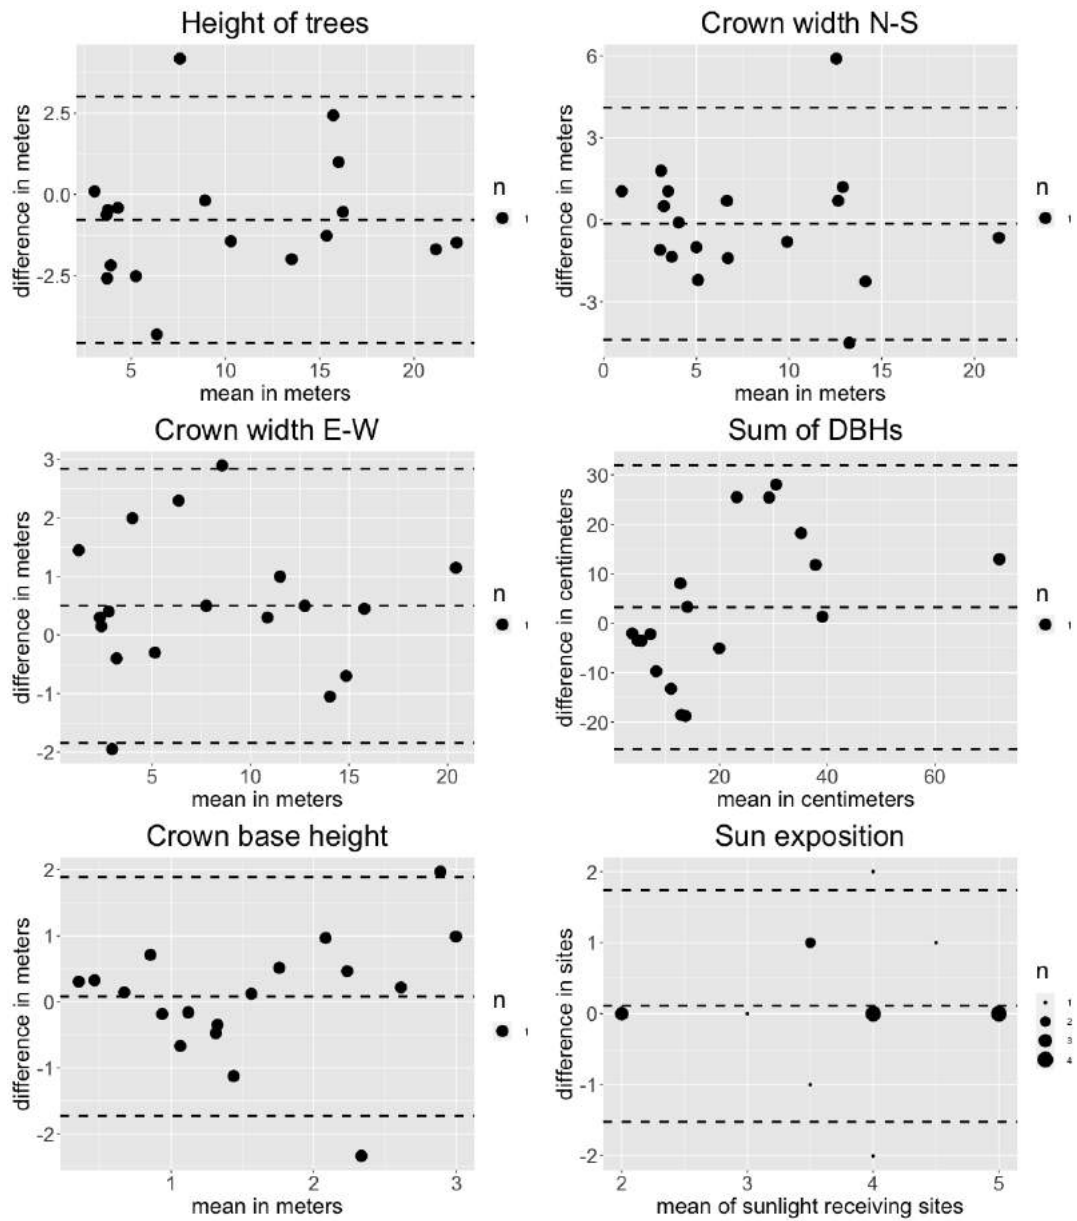 Height of trees
difference in meters
2.5
0.0
-2.5
5 10 15 20
mean in meters
n
1
Crown width N-S
difference in meters
6
3
0
-3
0 5 10 15 20
mean in meters
n
1
Crown width E-W
difference in meters
3
2
1
0
-1
-2
5 10 15 20
mean in meters
n
1
Sum of DBHs
difference in centimeters
30
20
10
0
-10
-20
20 40 60
mean in centimeters
n
1
Crown base height
difference in meters
2
1
0
-1
-2
1 2 3
mean in meters
n
1
Sun exposition
difference in sites
2
1
0
-1
-2
2 3 4 5
mean of sunlight receiving sites
n
1
2
3
4